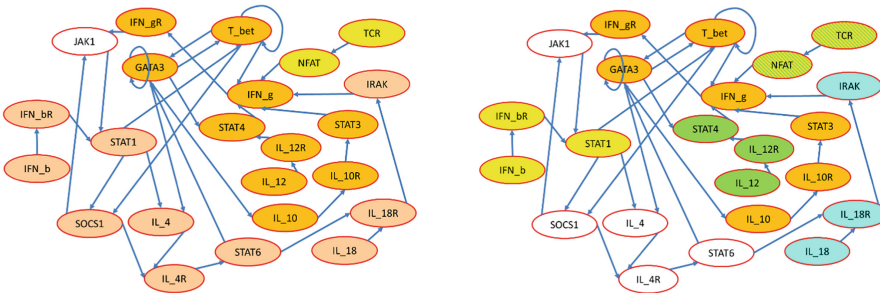 IFN_gR
T_bet
TCR
JAK1
GATA3
NFAT
IFN_g
IRAK
IFN_bR
STAT4
STAT3
STAT1
IL_12R
IFN_b
IL_12
IL_10R
SOCS1
IL_4
IL_10
IL_18R
STAT6
IL_18
IL_4R
IFN_gR
T_bet
TCR
JAK1
GATA3
NFAT
IFN_g
IRAK
IFN_bR
STAT4
STAT3
STAT1
IL_12R
IFN_b
IL_12
IL_10R
SOCS1
IL_4
IL_10
IL_18R
STAT6
IL_18
IL_4R